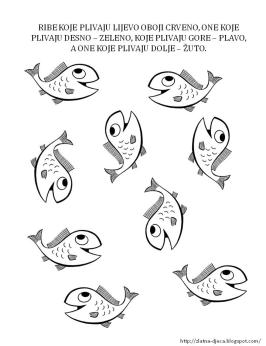 RIBE KOJE PLIVAJU LIJEVO OBOJI CRVENO, ONE KOJE
PLIVAJU DESNO – ZELENO, KOJE PLIVAJU GORE – PLAVO,
A ONE KOJE PLIVAJU DOLJE – ŽUTO.
http://zlatna-djeca.blogspot.com/